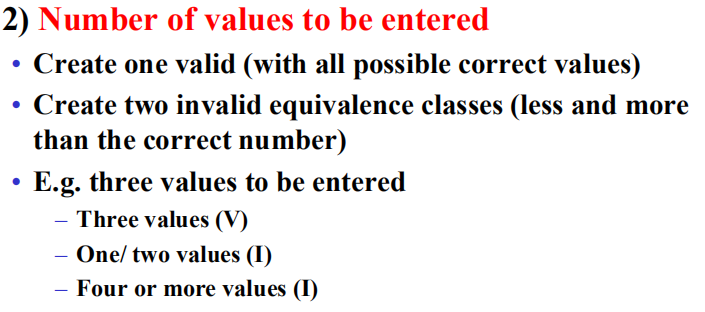 2) Number of values to be entered
• Create one valid (with all possible correct values)
• Create two invalid equivalence classes (less and more
than the correct number)
• E.g. three values to be entered
– Three values (V)
– One/ two values (I)
– Four or more values (I)